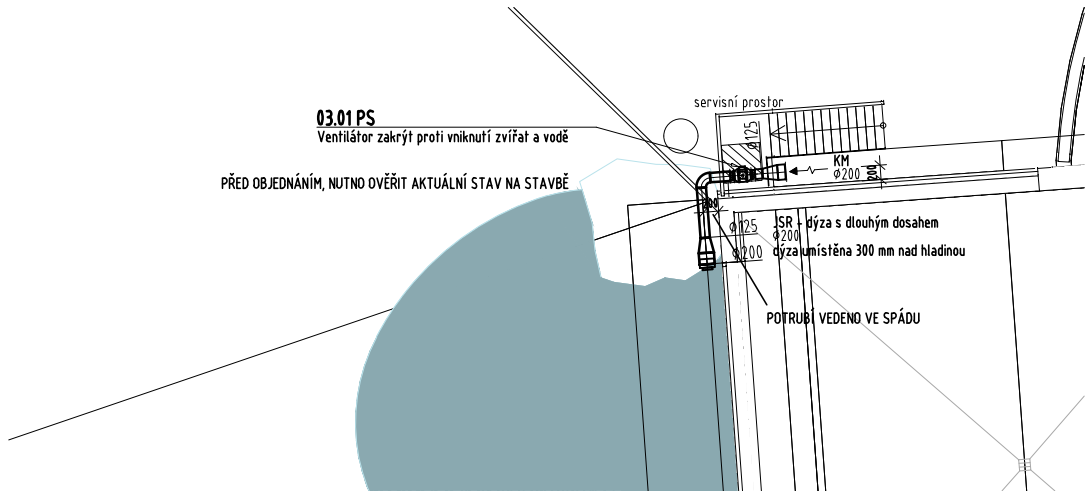 servisní prostor
03.01 PS
Ventilátor zakrýt proti vniknutí zvířat a vodě
PŘED OBJEDNÁNÍM, NUTNO OVĚŘIT AKTUÁLNÍ STAV NA STAVBĚ
Ø125
KM
Ø200
200
Ø125
JSR - dýza s dlouhým dosahem
Ø200
Ø200
dýza umístěna 300 mm nad hladinou
POTRUBÍ VEDENO VE SPÁDU